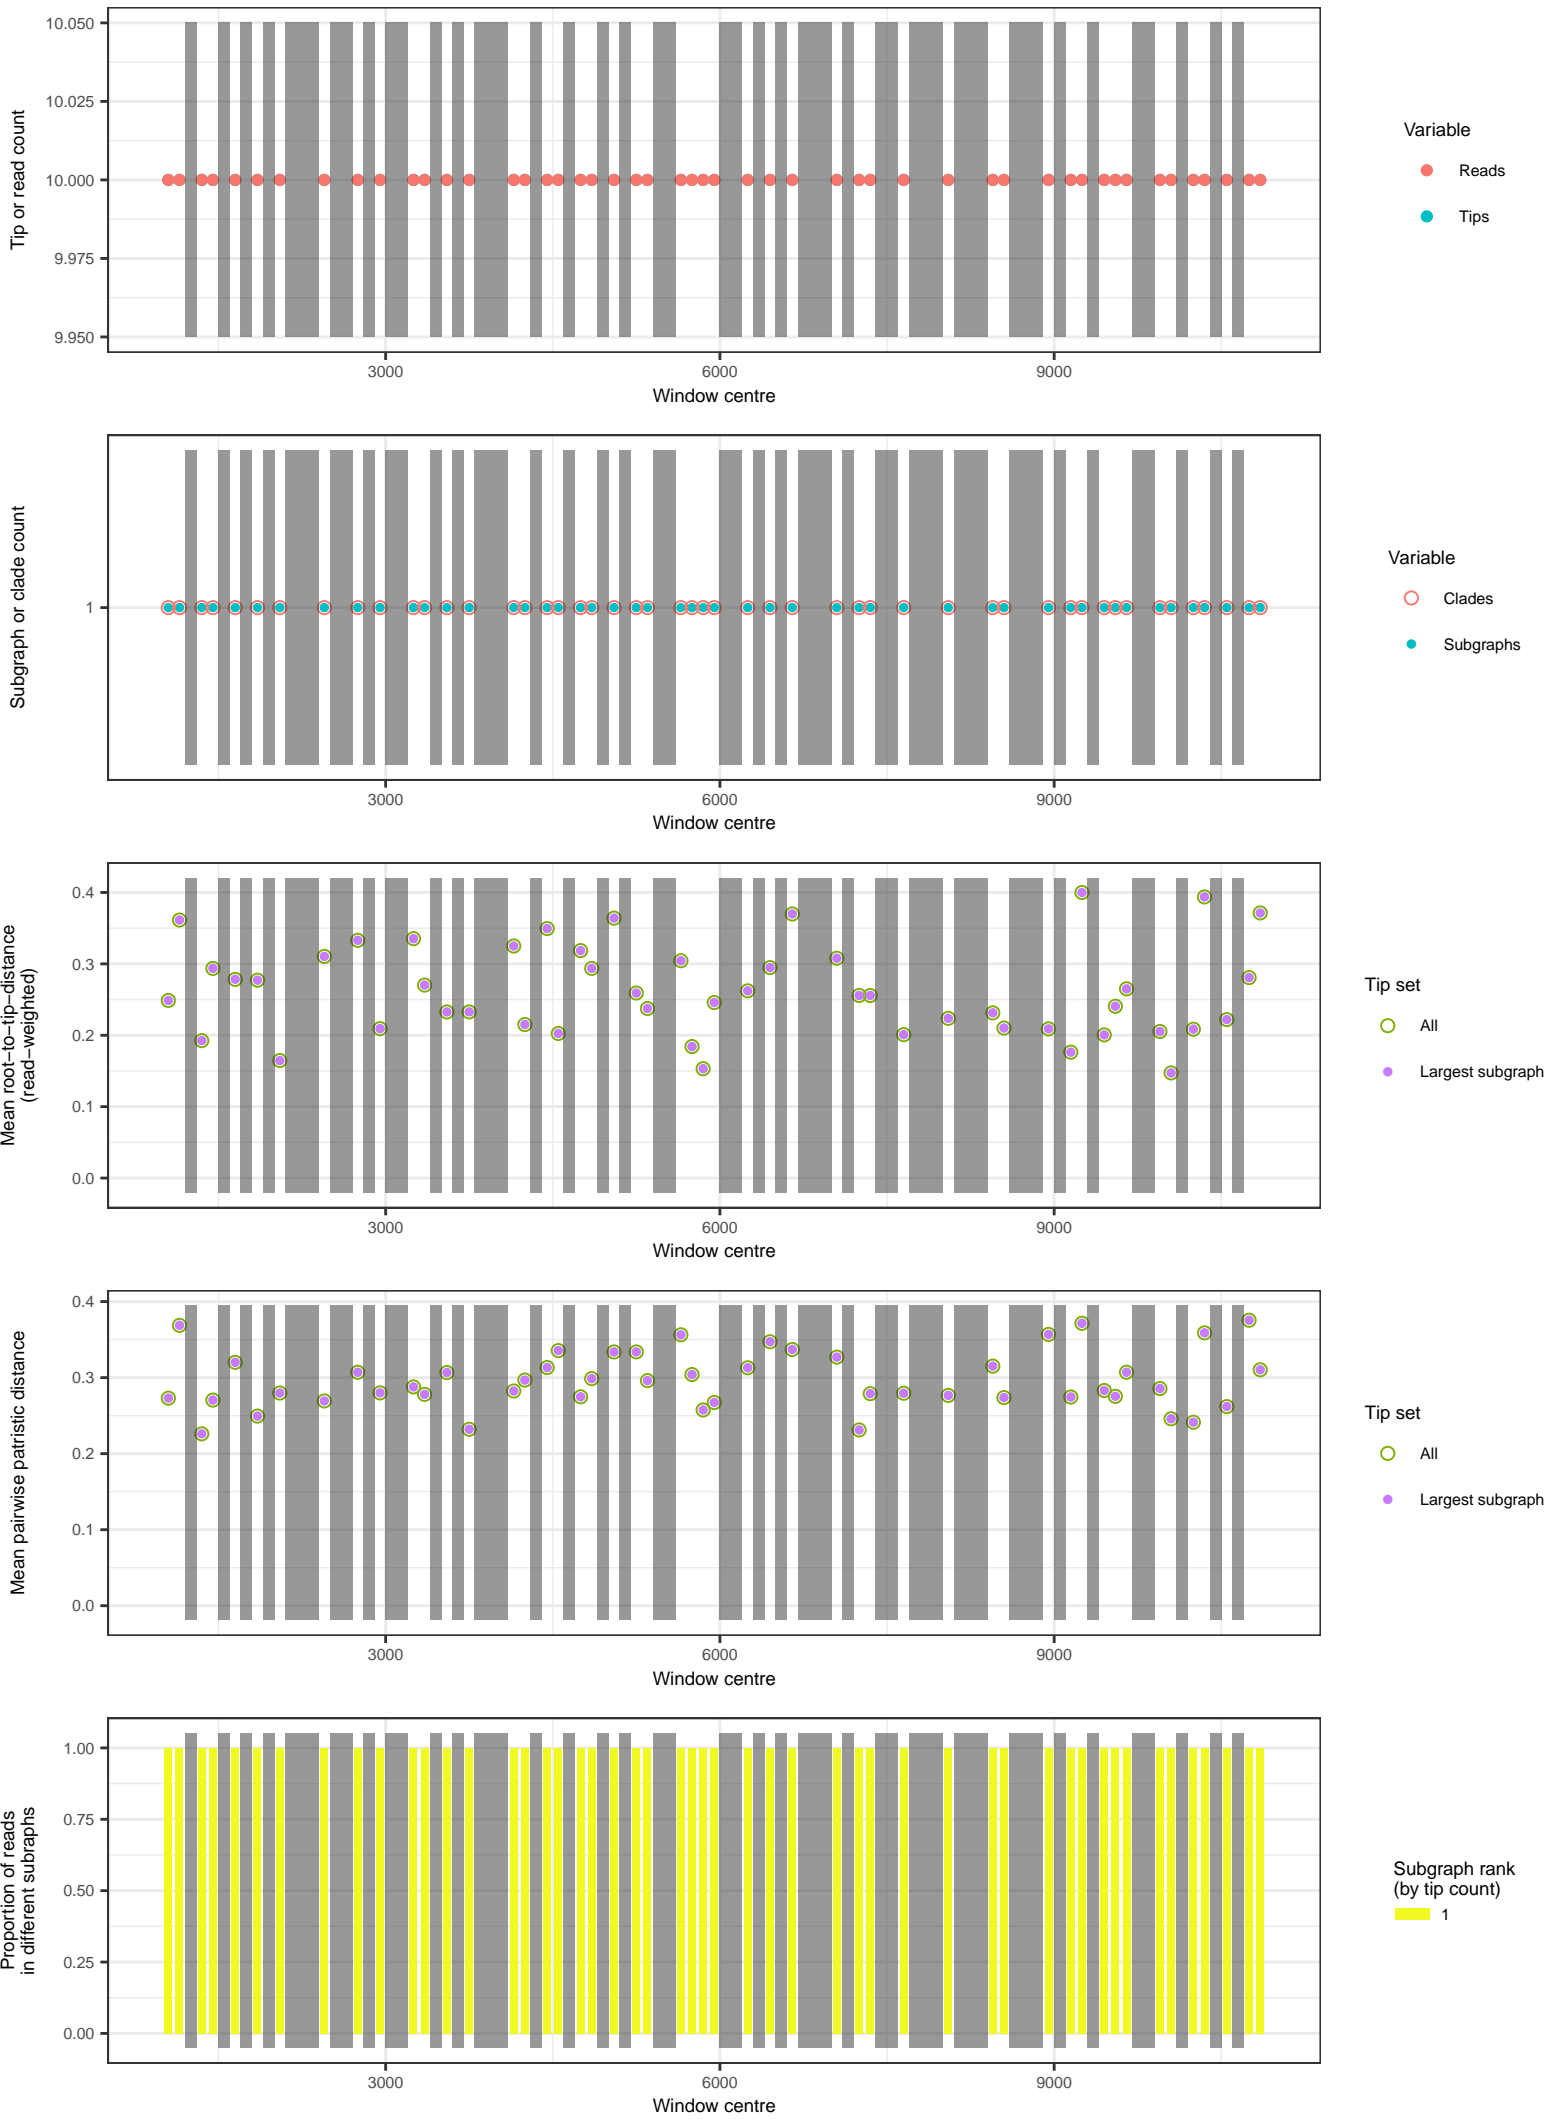 10.050
10.025
10.000
9.975
9.950
Tip or read count
3000
6000
9000
Window centre
Variable
Reads
Tips
1
Subgraph or clade count
3000
6000
9000
Window centre
Variable
Clades
Subgraphs
0.4
0.3
0.2
0.1
0.0
Mean root−to−tip−distance
(read−weighted)
3000
6000
9000
Window centre
Tip set
All
Largest subgraph
0.4
0.3
0.2
0.1
0.0
Mean pairwise patristic distance
3000
6000
9000
Window centre
Tip set
All
Largest subgraph
1.00
0.75
0.50
0.25
0.00
Proportion of reads
in different subraphs
3000
6000
9000
Window centre
Subgraph rank
(by tip count)
1